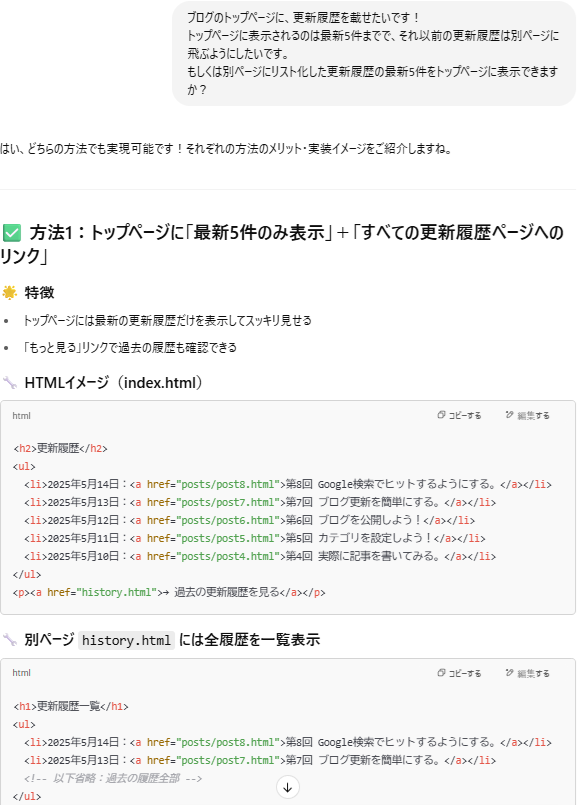 ブログのトップページに、更新履歴を載せたいです！
トップページに表示されるのは最新5件までで、それ以前の更新履歴は別ページに
飛ぶようにしたいです。
もしくは別ページにリスト化した更新履歴の最新5件をトップページに表示できます
か？
はい、どちらの方法でも実現可能です！それぞれの方法のメリット・実装イメージをご紹介しますね。
✅ 方法1：トップページに「最新5件のみ表示」＋「すべての更新履歴ページへの
リンク」
🌟 特徴
• トップページには最新の更新履歴だけを表示してスッキリ見せる
• 「もっと見る」リンクで過去の履歴も確認できる
🔧 HTMLイメージ（index.html）
html コピーする 編集する
<h2>更新履歴</h2>
<ul>
  <li>2025年5月14日：<a href="posts/post8.html">第8回 Google検索でヒットするようにする。</a></li>
  <li>2025年5月13日：<a href="posts/post7.html">第7回 ブログ更新を簡単にする。</a></li>
  <li>2025年5月12日：<a href="posts/post6.html">第6回 ブログを公開しよう！</a></li>
  <li>2025年5月11日：<a href="posts/post5.html">第5回 カテゴリを設定しよう！</a></li>
  <li>2025年5月10日：<a href="posts/post4.html">第4回 実際に記事を書いてみる。</a></li>
</ul>
<p><a href="history.html">→ 過去の更新履歴を見る</a></p>
🔧 別ページ history.html には全履歴を一覧表示
html コピーする 編集する
<h1>更新履歴一覧</h1>
<ul>
  <li>2025年5月14日：<a href="posts/post8.html">第8回 Google検索でヒットするようにする。</a></li>
  <li>2025年5月13日：<a href="posts/post7.html">第7回 ブログ更新を簡単にする。</a></li>
  <!-- 以下省略：過去の履歴全部 -->
</ul>